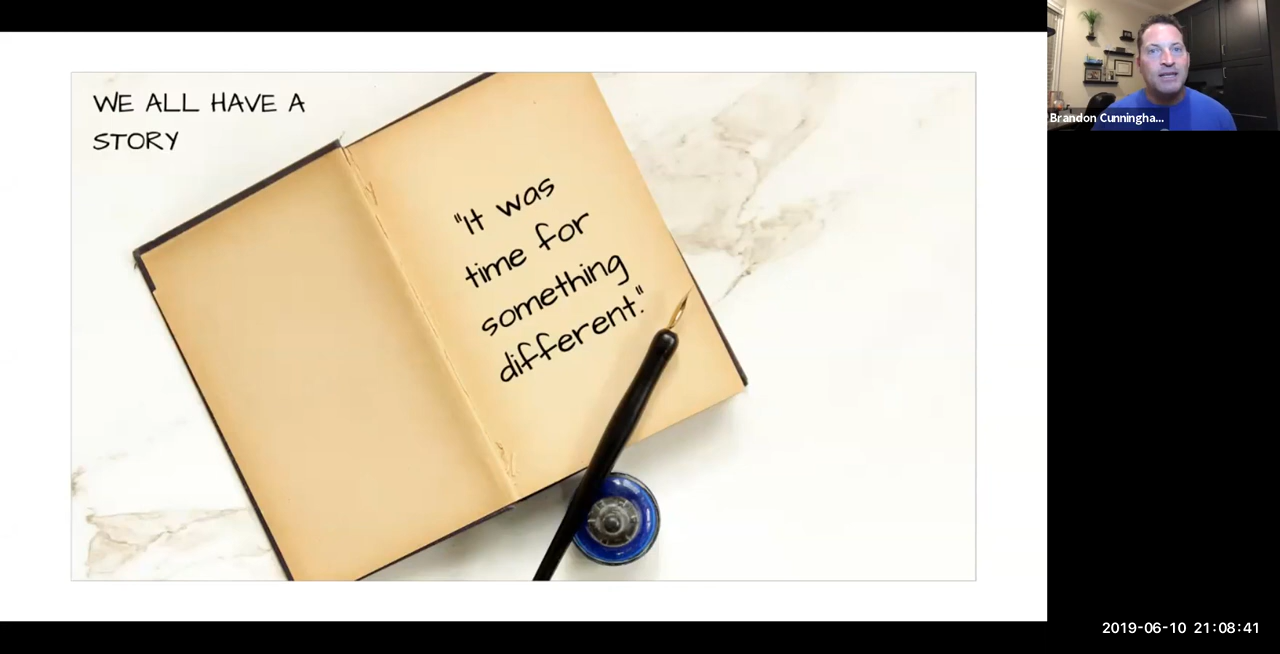 WE ALL HAVE A
STORY
"It was
time for
something
different."
Brandon Cunningha...
2019-06-10 21:08:41